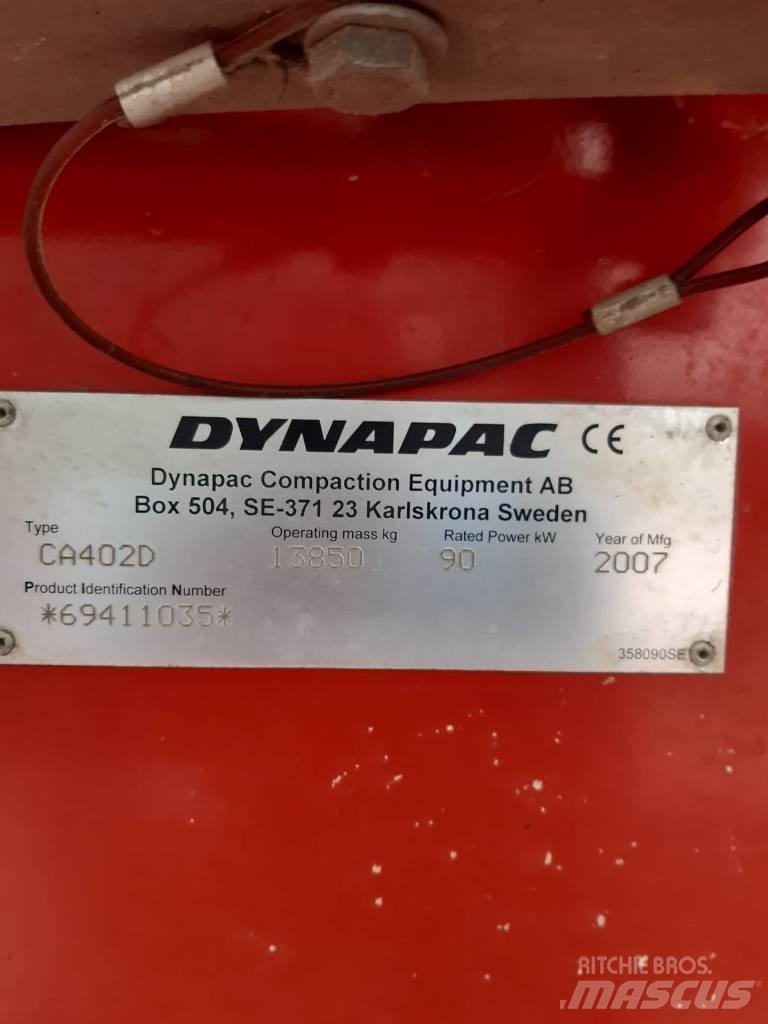 DYNAPAC CE
Dynapac Compaction Equipment AB
Box 504, SE-371 23 Karlskrona Sweden
Type Operating mass kg Rated Power kW Year of Mfg
CA402D 13850 90 2007
Product Identification Number
*69411035*
358090SE
RITCHIE BROS.
MASCUS